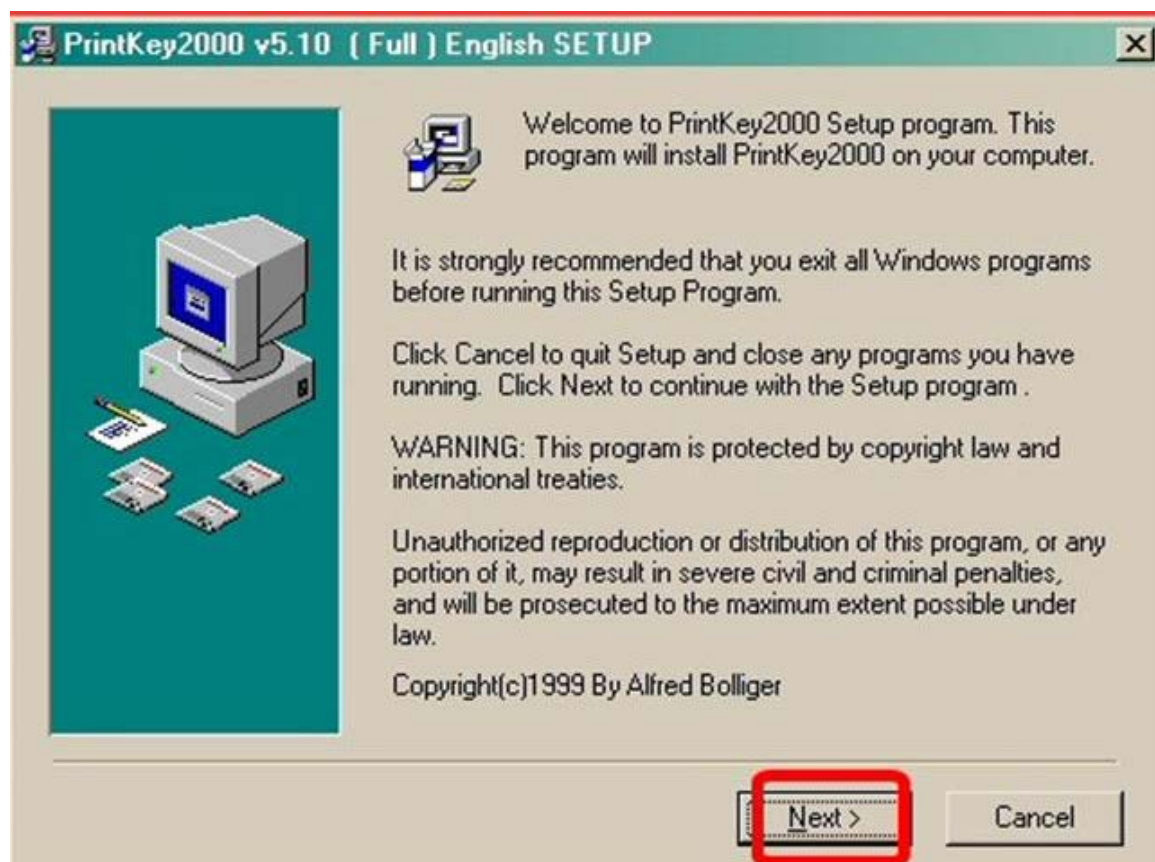 PrintKey2000 v5.10 ( Full ) English SETUP
Welcome to PrintKey2000 Setup program. This
program will install PrintKey2000 on your computer.
It is strongly recommended that you exit all Windows programs
before running this Setup Program.
Click Cancel to quit Setup and close any programs you have
running. Click Next to continue with the Setup program .
WARNING: This program is protected by copyright law and
international treaties.
Unauthorized reproduction or distribution of this program, or any
portion of it, may result in severe civil and criminal penalties,
and will be prosecuted to the maximum extent possible under
law.
Copyright(c)1999 By Alfred Bolliger
Next >
Cancel